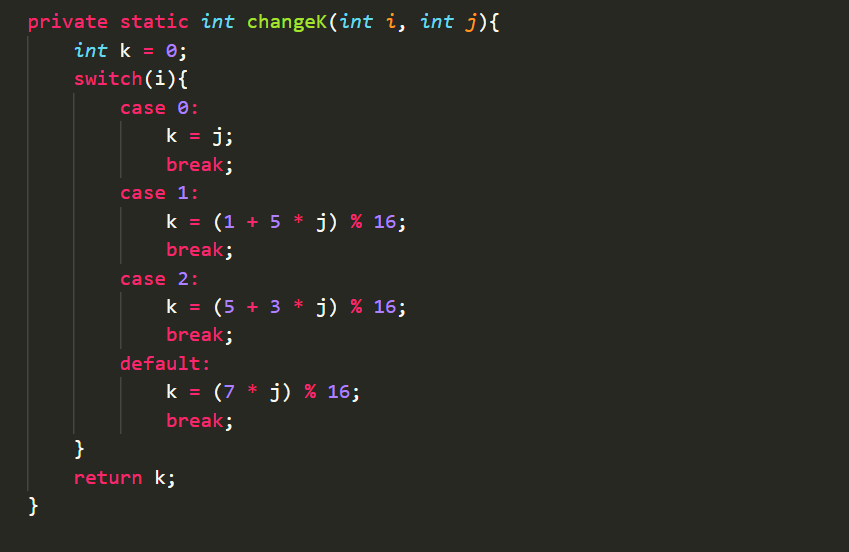 private static int changeK(int i, int j){
    int k = 0;
    switch(i){
        case 0:
            k = j;
            break;
        case 1:
            k = (1 + 5 * j) % 16;
            break;
        case 2:
            k = (5 + 3 * j) % 16;
            break;
        default:
            k = (7 * j) % 16;
            break;
    }
    return k;
}